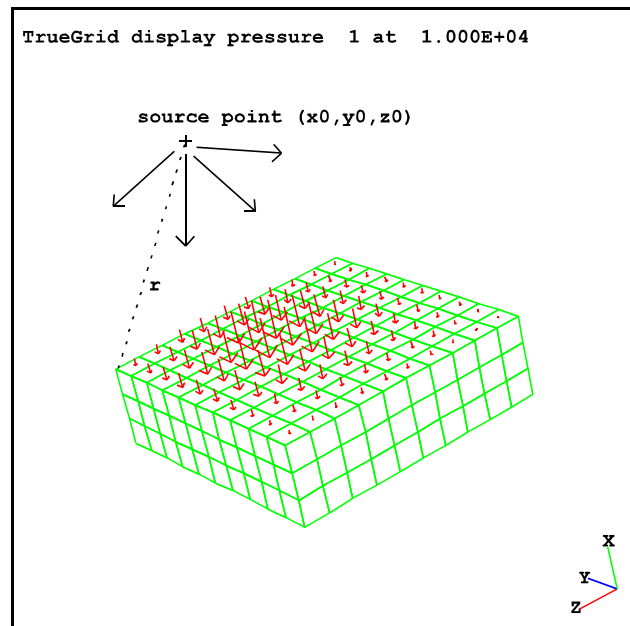 TrueGrid display pressure 1 at 1.000E+04
source point (x0,y0,z0)
r
X
Y
Z